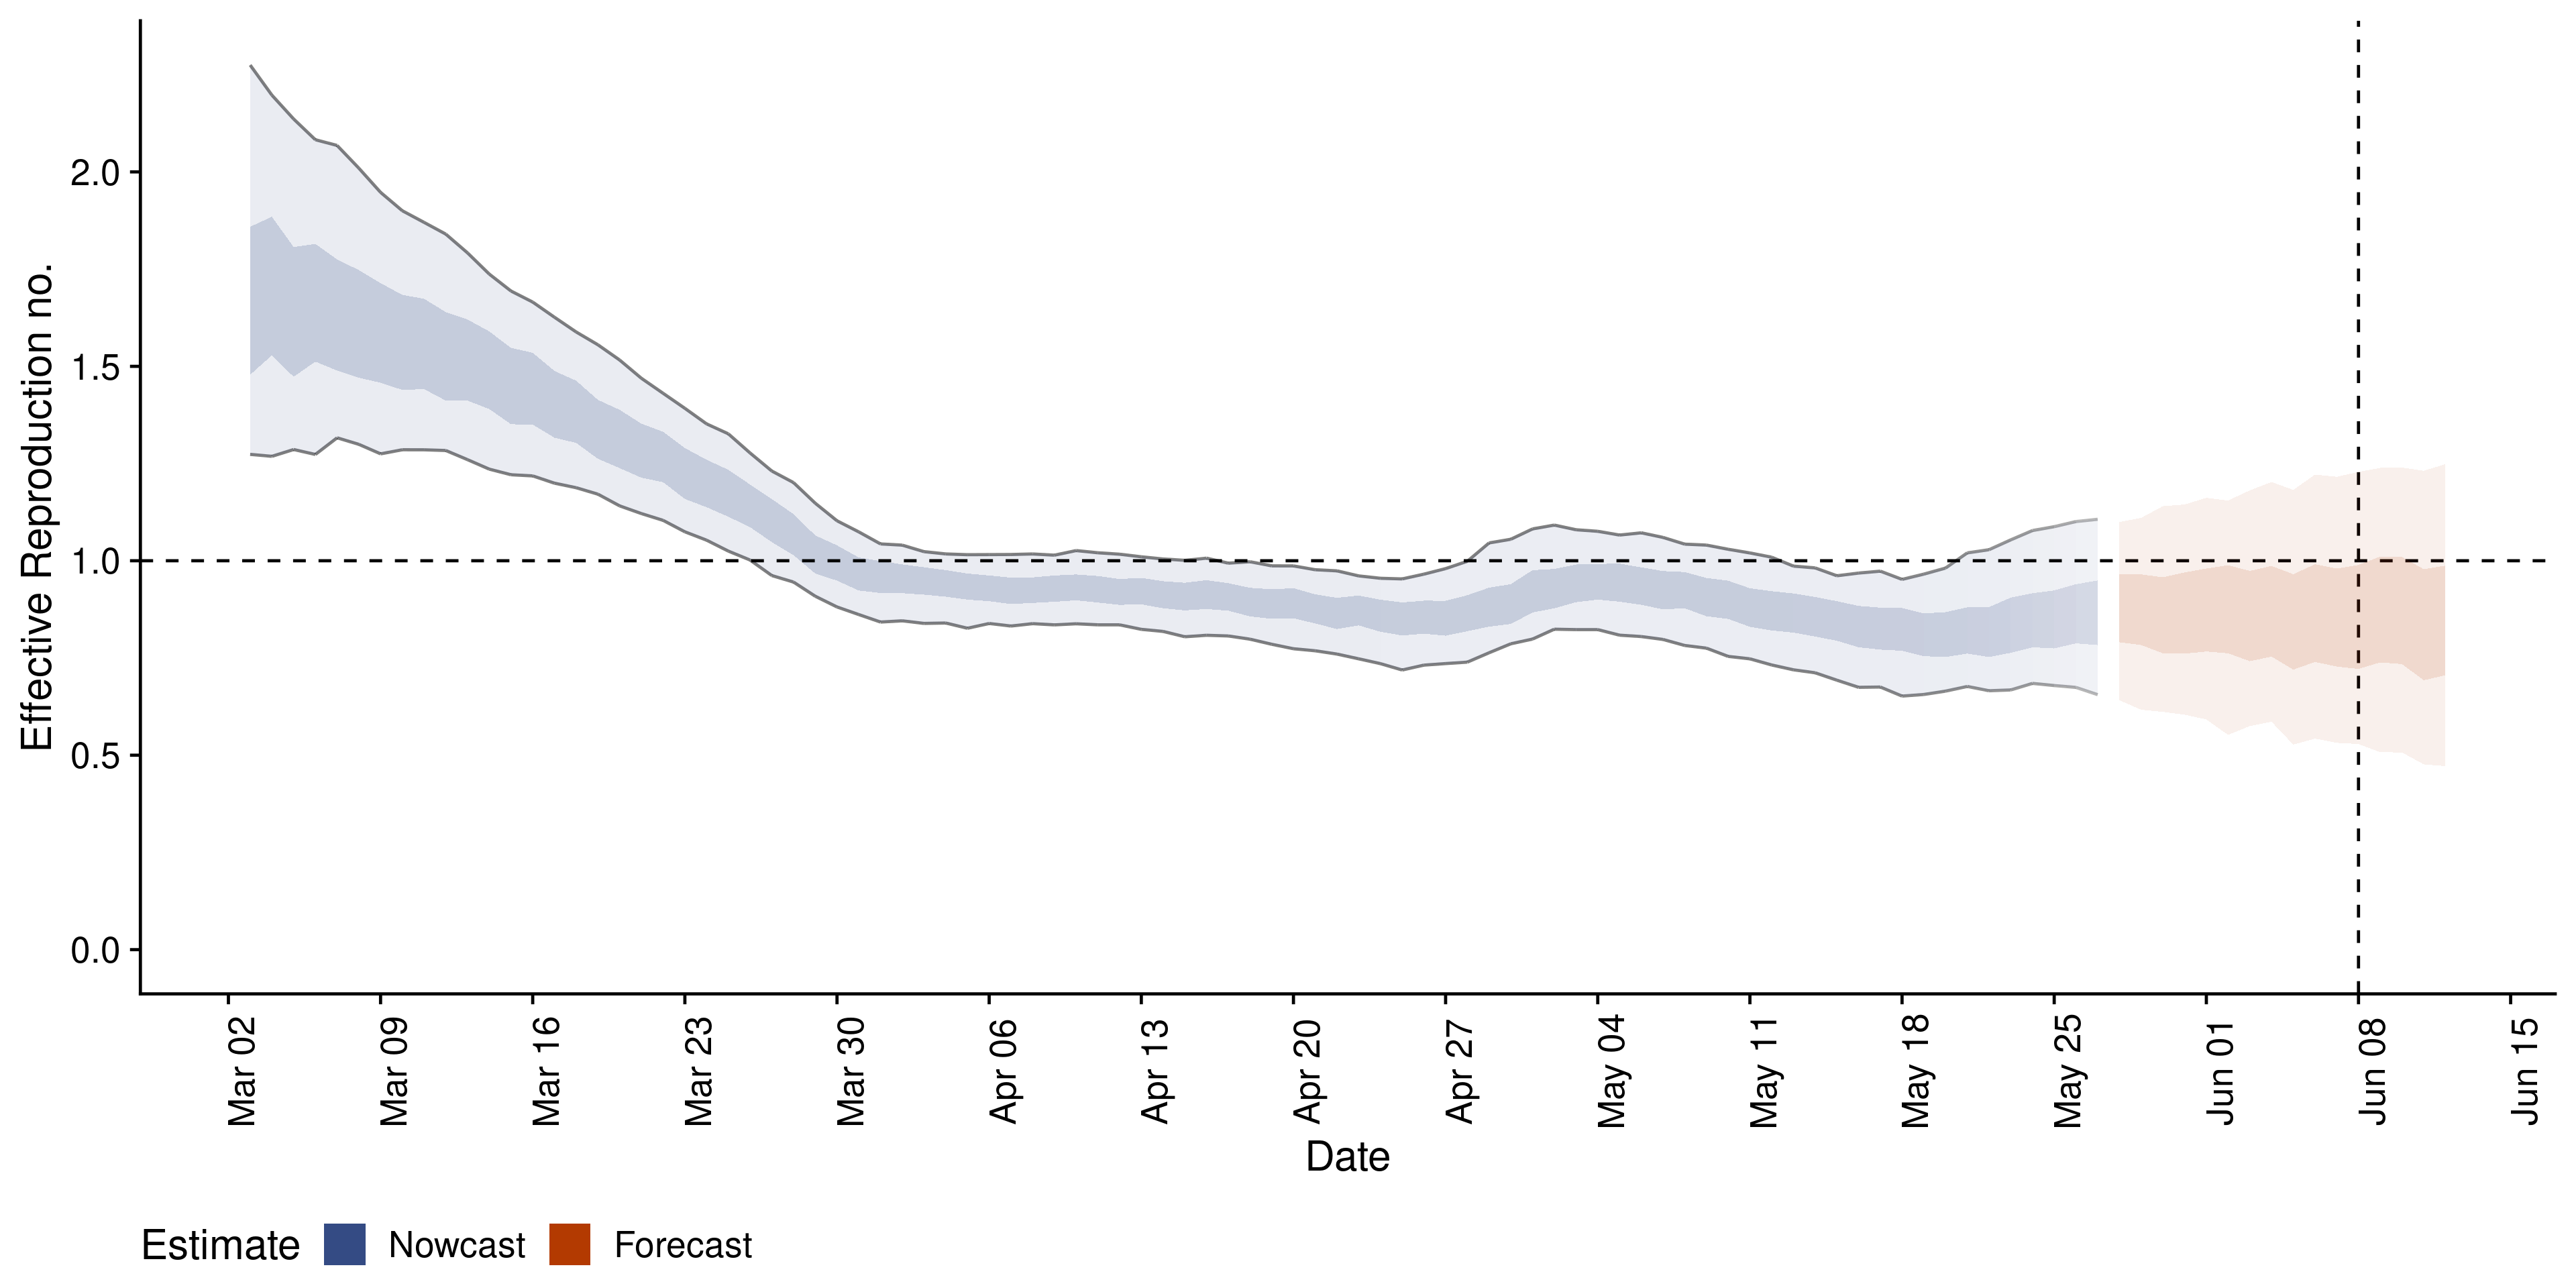 Effective Reproduction no.
2.0
1.5
1.0
0.5
0.0
Mar 02
Mar 09
Mar 16
Mar 23
Mar 30
Apr 06
Apr 13
Apr 20
Apr 27
May 04
May 11
May 18
May 25
Jun 01
Jun 08
Jun 15
Date
Estimate Nowcast Forecast